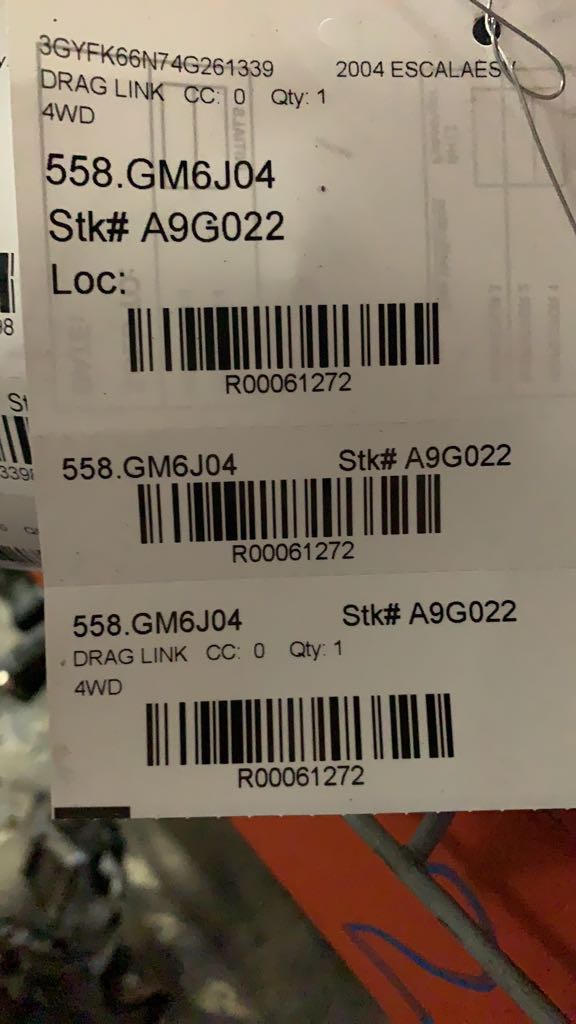 3GYFK66N74G261339 2004 ESCALAES
DRAG LINK CC: 0 Qty: 1
4WD
558.GM6J04
Stk# A9G022
Loc:
R00061272
558.GM6J04 Stk# A9G022
R00061272
558.GM6J04 Stk# A9G022
DRAG LINK CC: 0 Qty: 1
4WD
R00061272